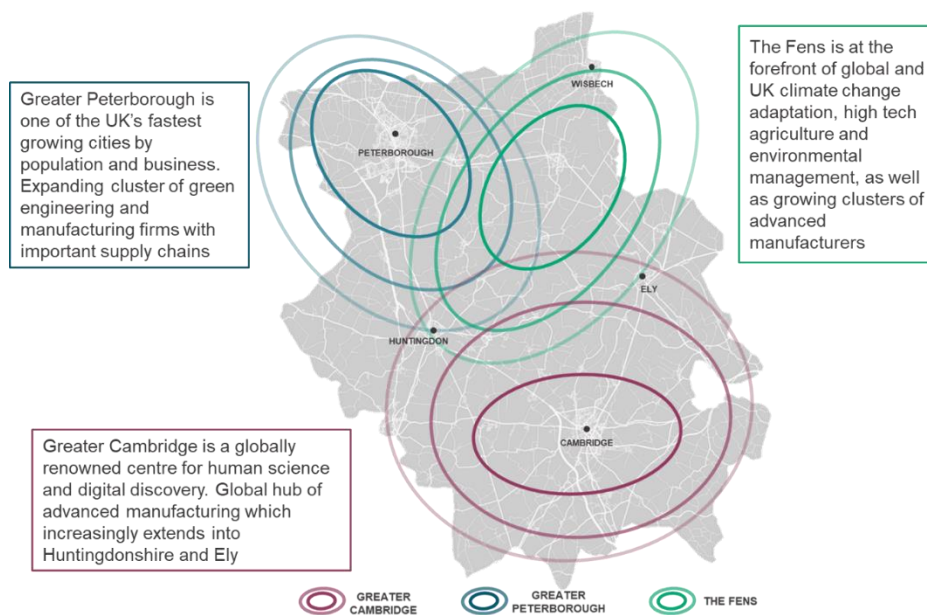 WISBECH
The Fens is at the
forefront of global and
UK climate change
adaptation, high tech
agriculture and
environmental
management, as well
as growing clusters of
advanced
manufacturers
Greater Peterborough is
one of the UK's fastest
growing cities by
population and business.
Expanding cluster of green
engineering and
manufacturing firms with
important supply chains
PETERBOROUGH
ELY
HUNTINGDON
CAMBRIDGE
Greater Cambridge is a globally
renowned centre for human science
and digital discovery. Global hub of
advanced manufacturing which
increasingly extends into
Huntingdonshire and Ely
GREATER
CAMBRIDGE
GREATER
PETERBOROUGH
THE FENS